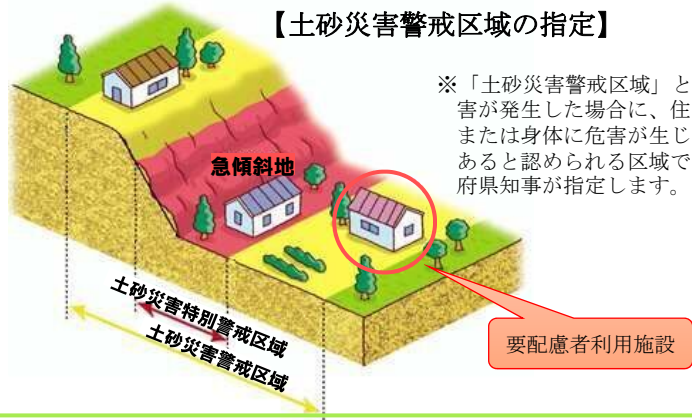 【土砂災害警戒区域の指定】
※「土砂災害警戒区域」と
害が発生した場合に、住
または身体に危害が生じ
あると認められる区域で
府県知事が指定します。
急傾斜地
土砂災害特別警戒区域
土砂災害警戒区域
要配慮者利用施設